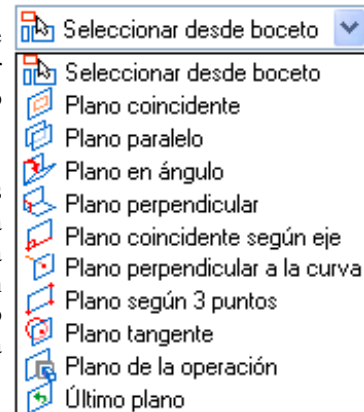 Seleccionar desde boceto
Seleccionar desde boceto
Plano coincidente
Plano paralelo
Plano en ángulo
Plano perpendicular
Plano coincidente según eje
Plano perpendicular a la curva
Plano según 3 puntos
Plano tangente
Plano de la operación
Último plano